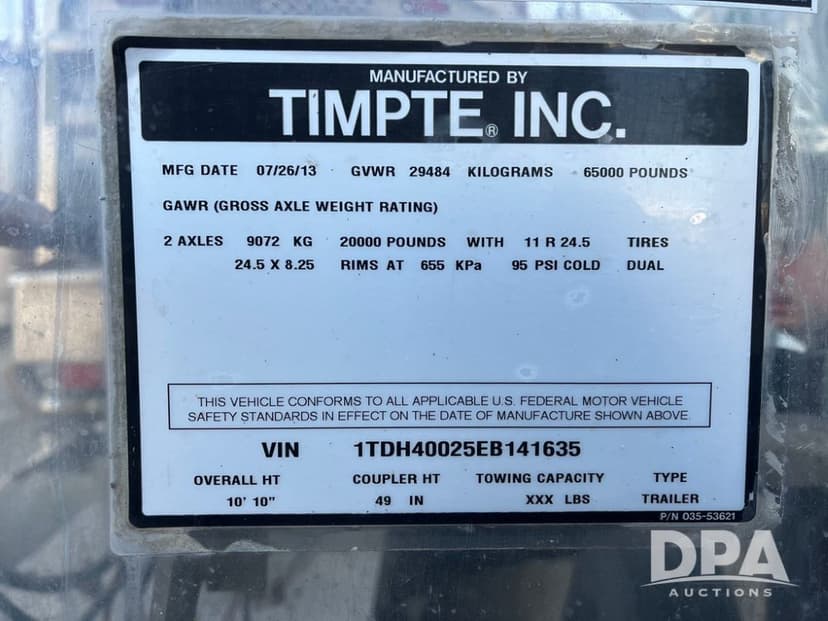 MANUFACTURED BY
TIMPTE® INC.
MFG DATE 07/26/13 GVWR 29484 KILOGRAMS 65000 POUNDS
GAWR (GROSS AXLE WEIGHT RATING)
2 AXLES 9072 KG 20000 POUNDS WITH 11 R 24.5 TIRES
24.5 X 8.25 RIMS AT 655 KPa 95 PSI COLD DUAL
THIS VEHICLE CONFORMS TO ALL APPLICABLE U.S. FEDERAL MOTOR VEHICLE
SAFETY STANDARDS IN EFFECT ON THE DATE OF MANUFACTURE SHOWN ABOVE.
VIN 1TDH40025EB141635
OVERALL HT COUPLER HT TOWING CAPACITY TYPE
10' 10" 49 IN XXX LBS TRAILER
P/N 035-53621
DPA
AUCTIONS